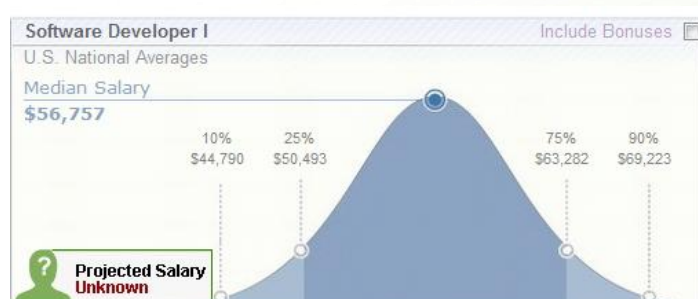 Software Developer I
Include Bonuses
U.S. National Averages
Median Salary
$56,757
10% 25% 75% 90%
$44,790 $50,493 $63,282 $69,223
?
Projected Salary
Unknown